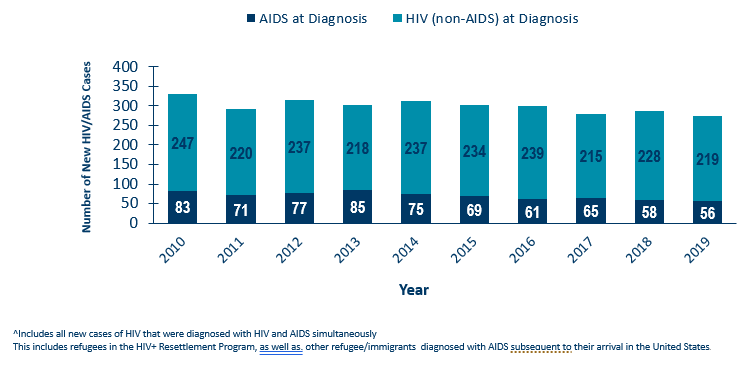 AIDS at Diagnosis HIV (non-AIDS) at Diagnosis
Number of New HIV/AIDS Cases
400
350
300
250
200
150
100
50
0
247 220 237 218 237 234 239 215 228 219
83 71 77 85 75 69 61 65 58 56
2010 2011 2012 2013 2014 2015 2016 2017 2018 2019
Year
^Includes all new cases of HIV that were diagnosed with HIV and AIDS simultaneously
This includes refugees in the HIV+ Resettlement Program, as well as. other refugee/immigrants diagnosed with AIDS subsequent to their arrival in the United States.